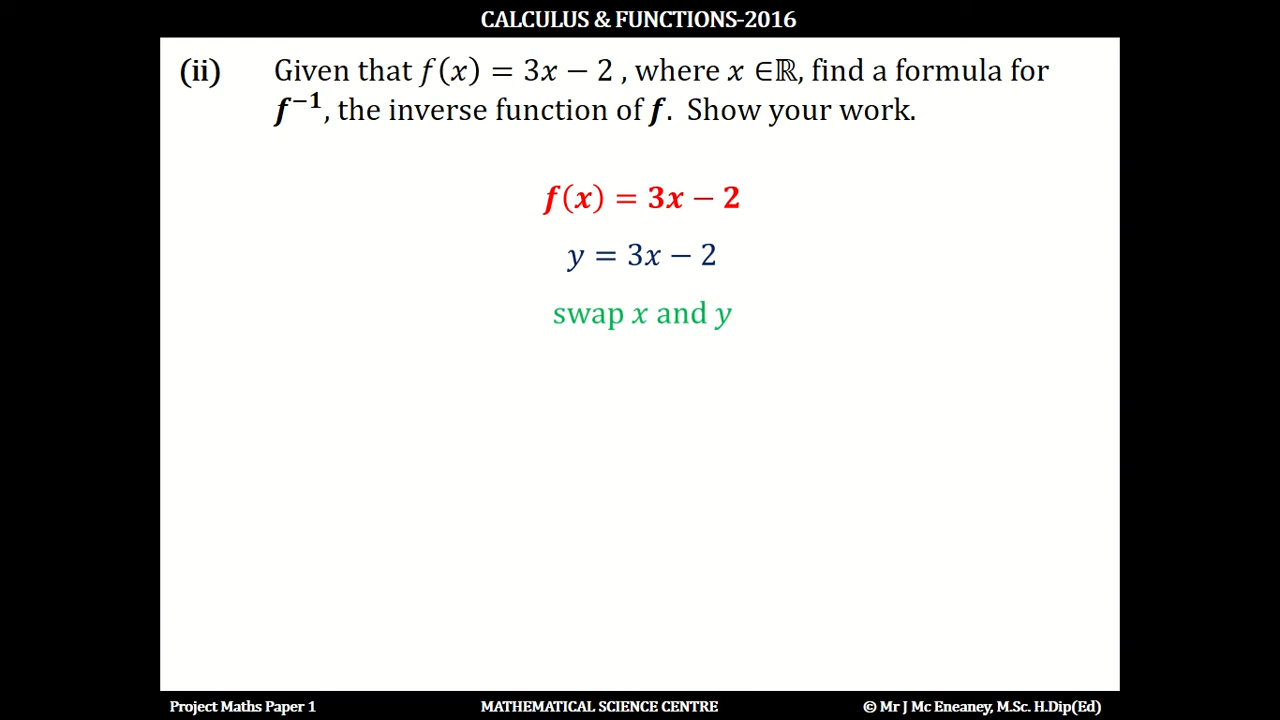 CALCULUS & FUNCTIONS-2016
(ii) Given that f(x) = 3x − 2 , where x ∈ℝ, find a formula for
f⁻¹, the inverse function of f. Show your work.
f(x) = 3x − 2
y = 3x − 2
swap x and y
Project Maths Paper 1 MATHEMATICAL SCIENCE CENTRE © Mr J Mc Eneaney, M.Sc. H.Dip(Ed)